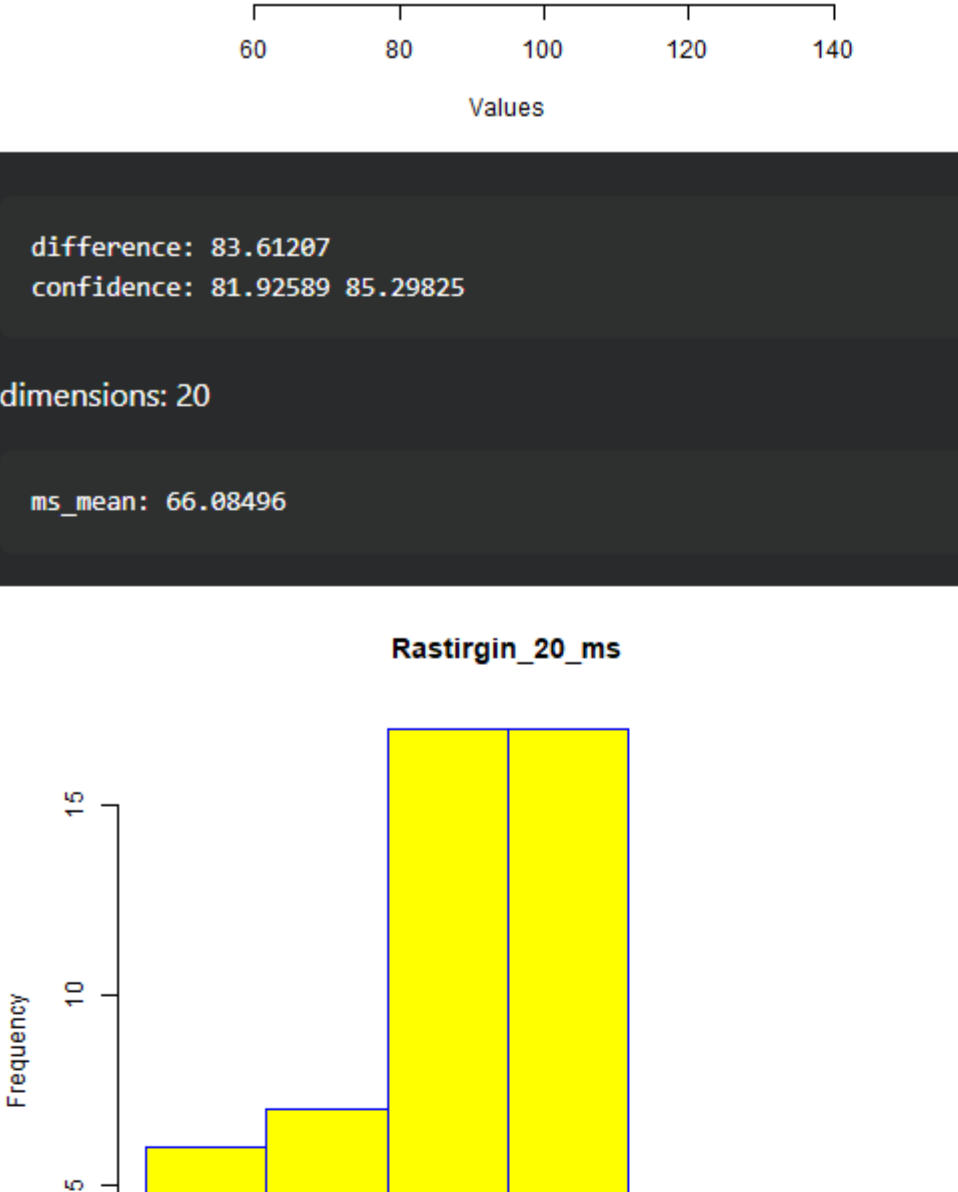 60 80 100 120 140
Values
difference: 83.61207
confidence: 81.92589 85.29825
dimensions: 20
ms_mean: 66.08496
Rastirgin_20_ms
15
10
Frequency
5